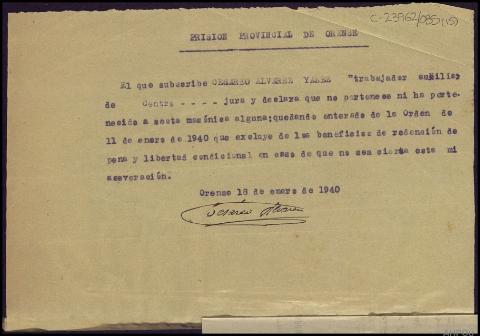 C-23962/085(15)
PRISION PROVINCIAL DE ORENSE
El que subscribe CESAREO ALVEREZ YAÑEZ "trabajador auxiliar
de Centro - - - - jura y declara que no pertenece ni ha perte-
necido a secta masónica alguna;quedando enterado de la Orden de
11 de enero de 1940 que excluye de los beneficios de redención de
pena y libertad condicional en caso de que no sea cierta esta mi
aseveración."
Orense 18 de enero de 1940
Cesáreo Alvarez